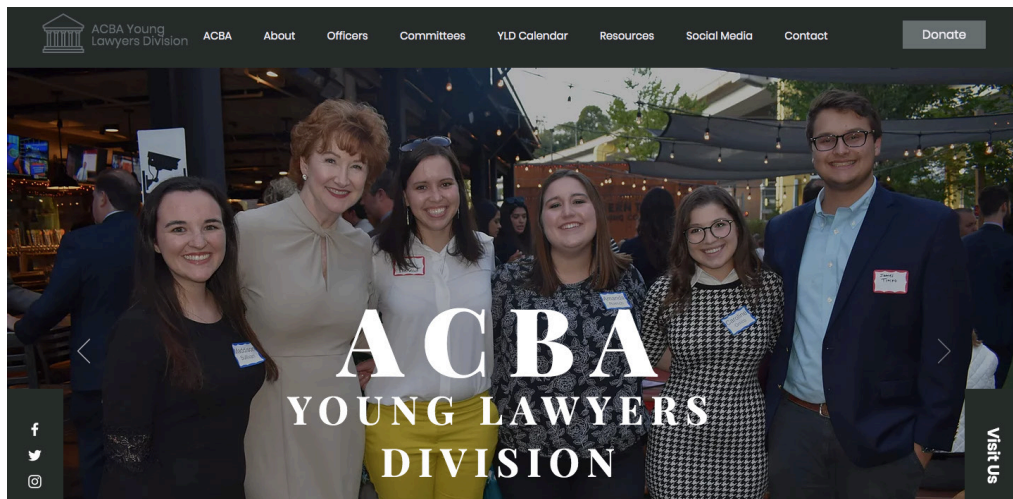 ACBA Young
Lawyers Division
ACBA
About
Officers
Committees
YLD Calendar
Resources
Social Media
Contact
Donate
ACBA
YOUNG LAWYERS
DIVISION
Visit Us